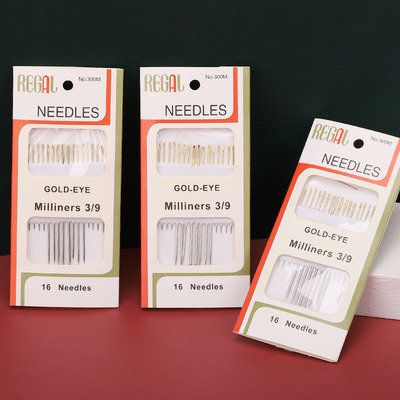 REGAL
No.300M
NEEDLES
GOLD-EYE
Milliners 3/9
16 Needles
REGAL
No.300M
NEEDLES
GOLD-EYE
Milliners 3/9
16 Needles
REGAL
No.300M
NEEDLES
GOLD-EYE
Milliners 3/9
16 Needles